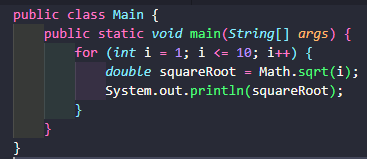 public class Main {
    public static void main(String[] args) {
        for (int i = 1; i <= 10; i++) {
            double squareRoot = Math.sqrt(i);
            System.out.println(squareRoot);
        }
    }
}